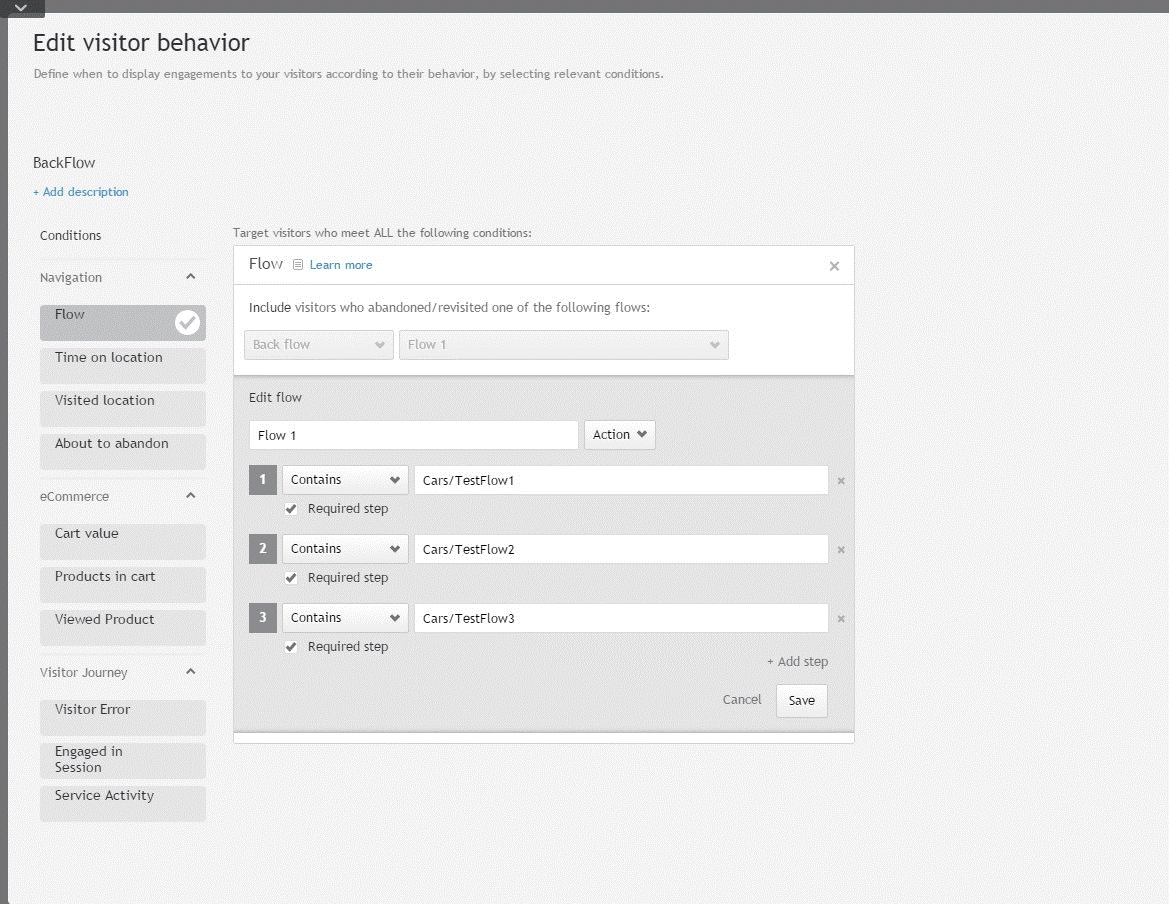 Edit visitor behavior
Define when to display engagements to your visitors according to their behavior, by selecting relevant conditions.
BackFlow
+ Add description
Conditions
Navigation
Flow
Time on location
Visited location
About to abandon
eCommerce
Cart value
Products in cart
Viewed Product
Visitor Journey
Visitor Error
Engaged in
Session
Service Activity
Target visitors who meet ALL the following conditions:
Flow Learn more ×
Include visitors who abandoned/revisited one of the following flows:
Back flow Flow 1
Edit flow
Flow 1 Action
1 Contains Cars/TestFlow1 ×
Required step
2 Contains Cars/TestFlow2 ×
Required step
3 Contains Cars/TestFlow3 ×
Required step
+ Add step
Cancel Save